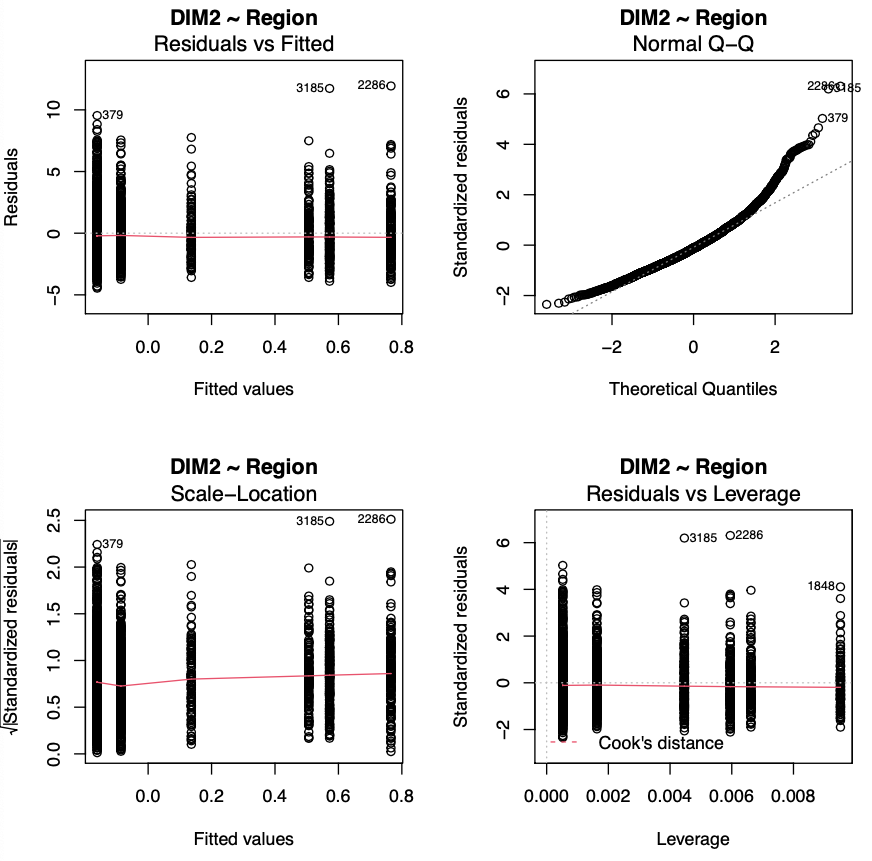 DIM2 ~ Region
Residuals vs Fitted
Residuals
10
5
0
−5
379
3185
2286
0.0 0.2 0.4 0.6 0.8
Fitted values
DIM2 ~ Region
Normal Q−Q
Standardized residuals
6
4
2
0
−2
2286
3185
379
−2 0 2
Theoretical Quantiles
DIM2 ~ Region
Scale−Location
√|Standardized residuals|
2.5
2.0
1.5
1.0
0.5
0.0
379
3185
2286
0.0 0.2 0.4 0.6 0.8
Fitted values
DIM2 ~ Region
Residuals vs Leverage
Standardized residuals
6
4
2
0
−2
3185
2286
1848
Cook's distance
0.000 0.002 0.004 0.006 0.008
Leverage